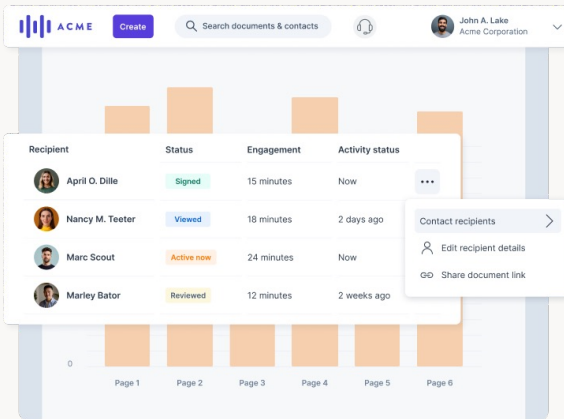 ACME
Create
Search documents & contacts
John A. Lake
Acme Corporation
Recipient Status Engagement Activity status
April O. Dille Signed 15 minutes Now
Nancy M. Teeter Viewed 18 minutes 2 days ago
Marc Scout Active now 24 minutes Now
Marley Bator Reviewed 12 minutes 2 weeks ago
Contact recipients
Edit recipient details
Share document link
0
Page 1 Page 2 Page 3 Page 4 Page 5 Page 6